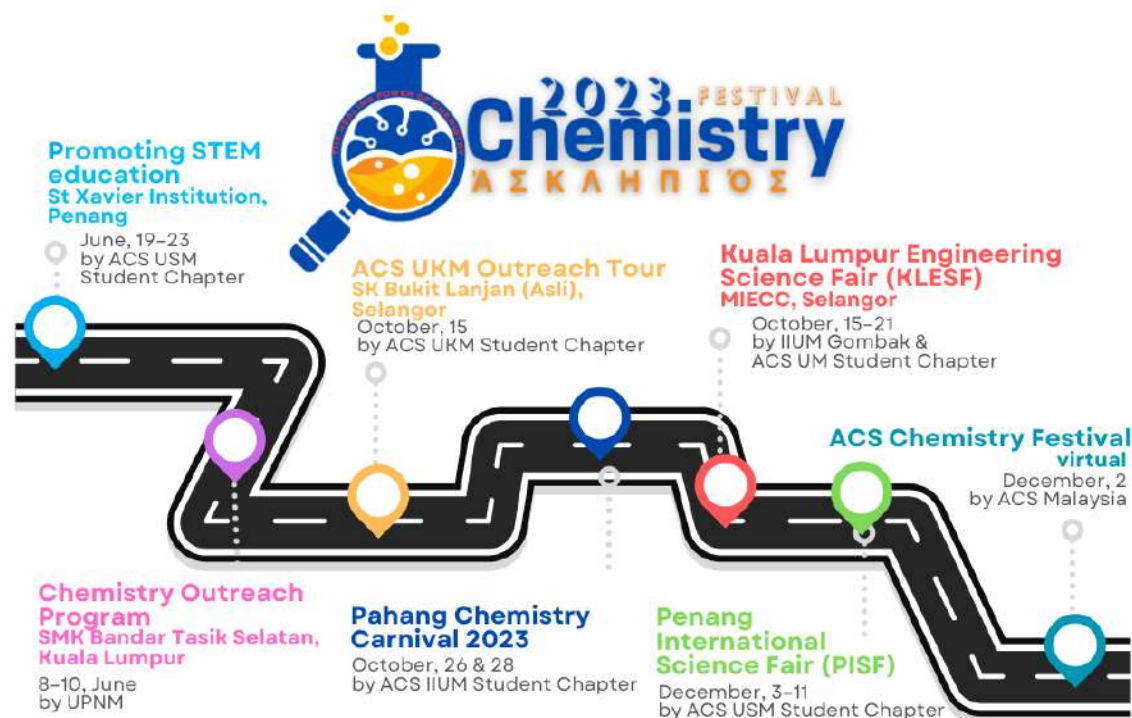 2023 FESTIVAL
Chemistry
ἈΣΚΛΗΠΙΌΣ
Promoting STEM
education
St Xavier Institution,
Penang
June, 19–23
by ACS USM
Student Chapter
ACS UKM Outreach Tour
SK Bukit Lanjan (Asli),
Selangor
October, 15
by ACS UKM Student Chapter
Kuala Lumpur Engineering
Science Fair (KLESF)
MIECC, Selangor
October, 15–21
by IIUM Gombak &
ACS UM Student Chapter
ACS Chemistry Festival
virtual
December, 2
by ACS Malaysia
Chemistry Outreach
Program
SMK Bandar Tasik Selatan,
Kuala Lumpur
8–10, June
by UPNM
Pahang Chemistry
Carnival 2023
October, 26 & 28
by ACS IIUM Student Chapter
Penang
International
Science Fair (PISF)
December, 3–11
by ACS USM Student Chapter